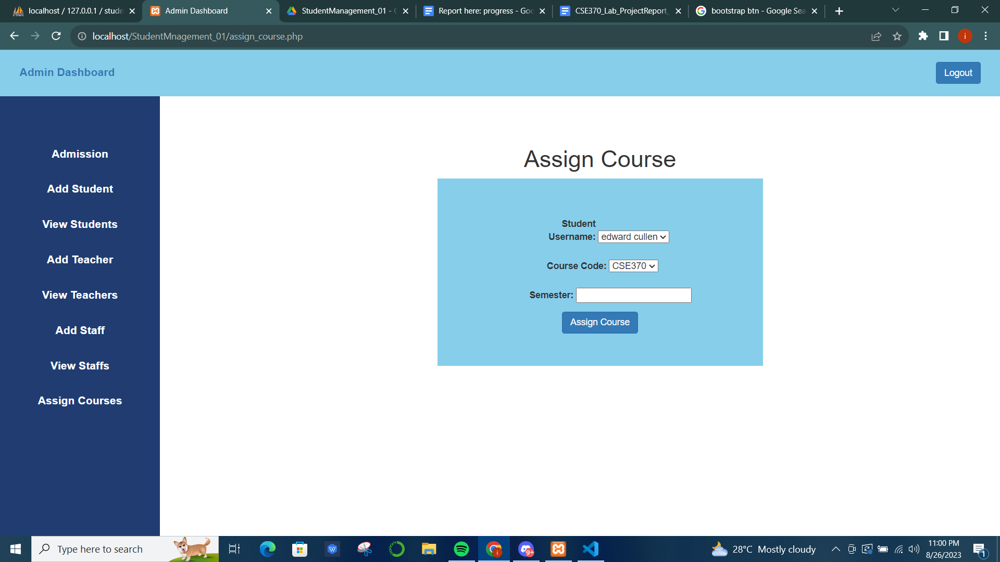 localhost / 127.0.0.1 / stude
Admin Dashboard
StudentManagement_01 -
Report here: progress - Goo
CSE370_Lab_ProjectReport_
bootstrap btn - Google Sea
localhost/StudentMnagement_01/assign_course.php
i
Admin Dashboard
Logout
Admission
Add Student
View Students
Add Teacher
View Teachers
Add Staff
View Staffs
Assign Courses
Assign Course
Student
Username: edward cullen
Course Code: CSE370
Semester:
Assign Course
Type here to search
9+
28°C Mostly cloudy
11:00 PM
8/26/2023
1